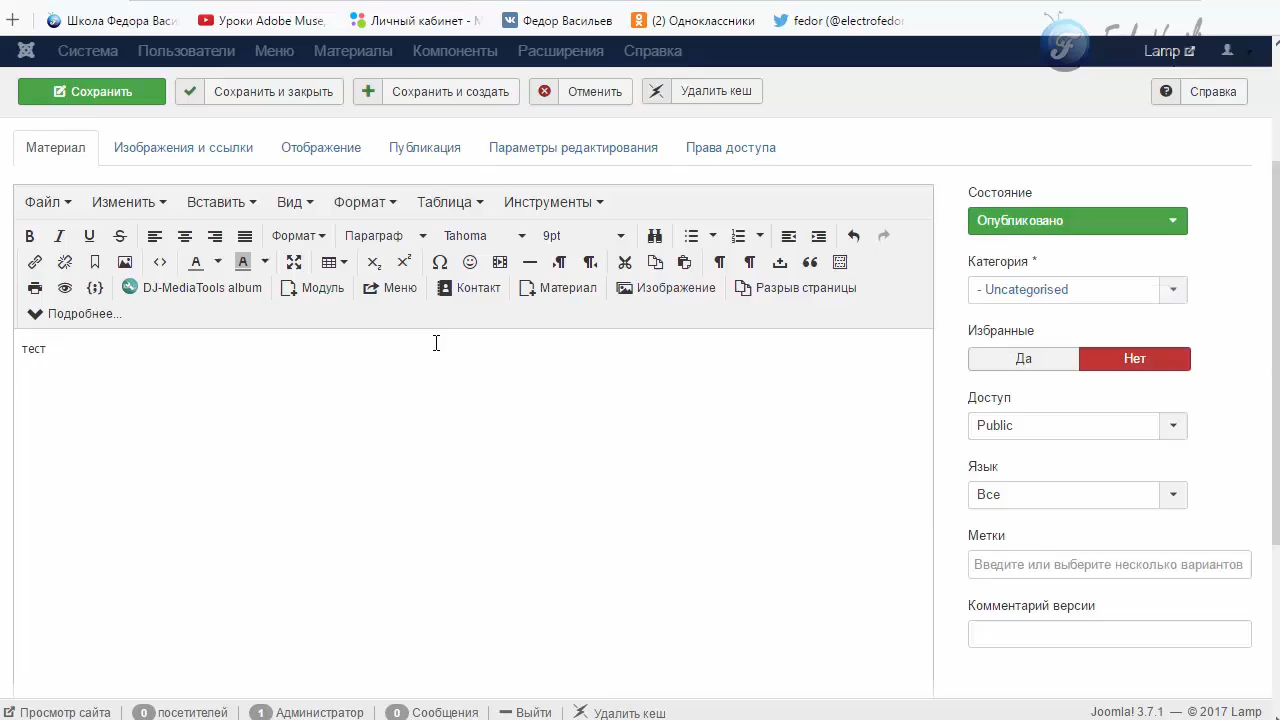 Школа Федора Васи
Уроки Adobe Muse,
Личный кабинет - М
Федор Васильев
(2) Одноклассники
fedor (@electrofedor
Система Пользователи Меню Материалы Компоненты Расширения Справка
Lamp
Сохранить
Сохранить и закрыть
Сохранить и создать
Отменить
Удалить кеш
Справка
Материал
Изображения и ссылки
Отображение
Публикация
Параметры редактирования
Права доступа
Файл Изменить Вставить Вид Формат Таблица Инструменты
Формат Параграф Tahoma 9pt
DJ-MediaTools album Модуль Меню Контакт Материал Изображение Разрыв страницы
Подробнее...
тест
Состояние
Опубликовано
Категория *
- Uncategorised
Избранные
Да Нет
Доступ
Public
Язык
Все
Метки
Введите или выберите несколько вариантов
Комментарий версии
Просмотр сайта 0 посетителей 1 Администратор 0 Сообщения Выйти Удалить кеш
Joomla! 3.7.1 — © 2017 Lamp